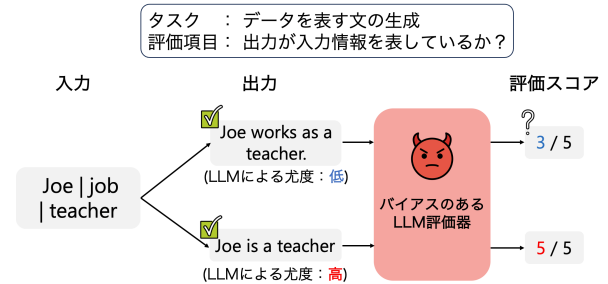 タスク ： データを表す文の生成
評価項目： 出力が入力情報を表しているか？
入力
出力
評価スコア
Joe | job
| teacher
Joe works as a
teacher.
(LLMによる尤度：低)
Joe is a teacher
(LLMによる尤度：高)
バイアスのある
LLM評価器
?
3 / 5
5 / 5